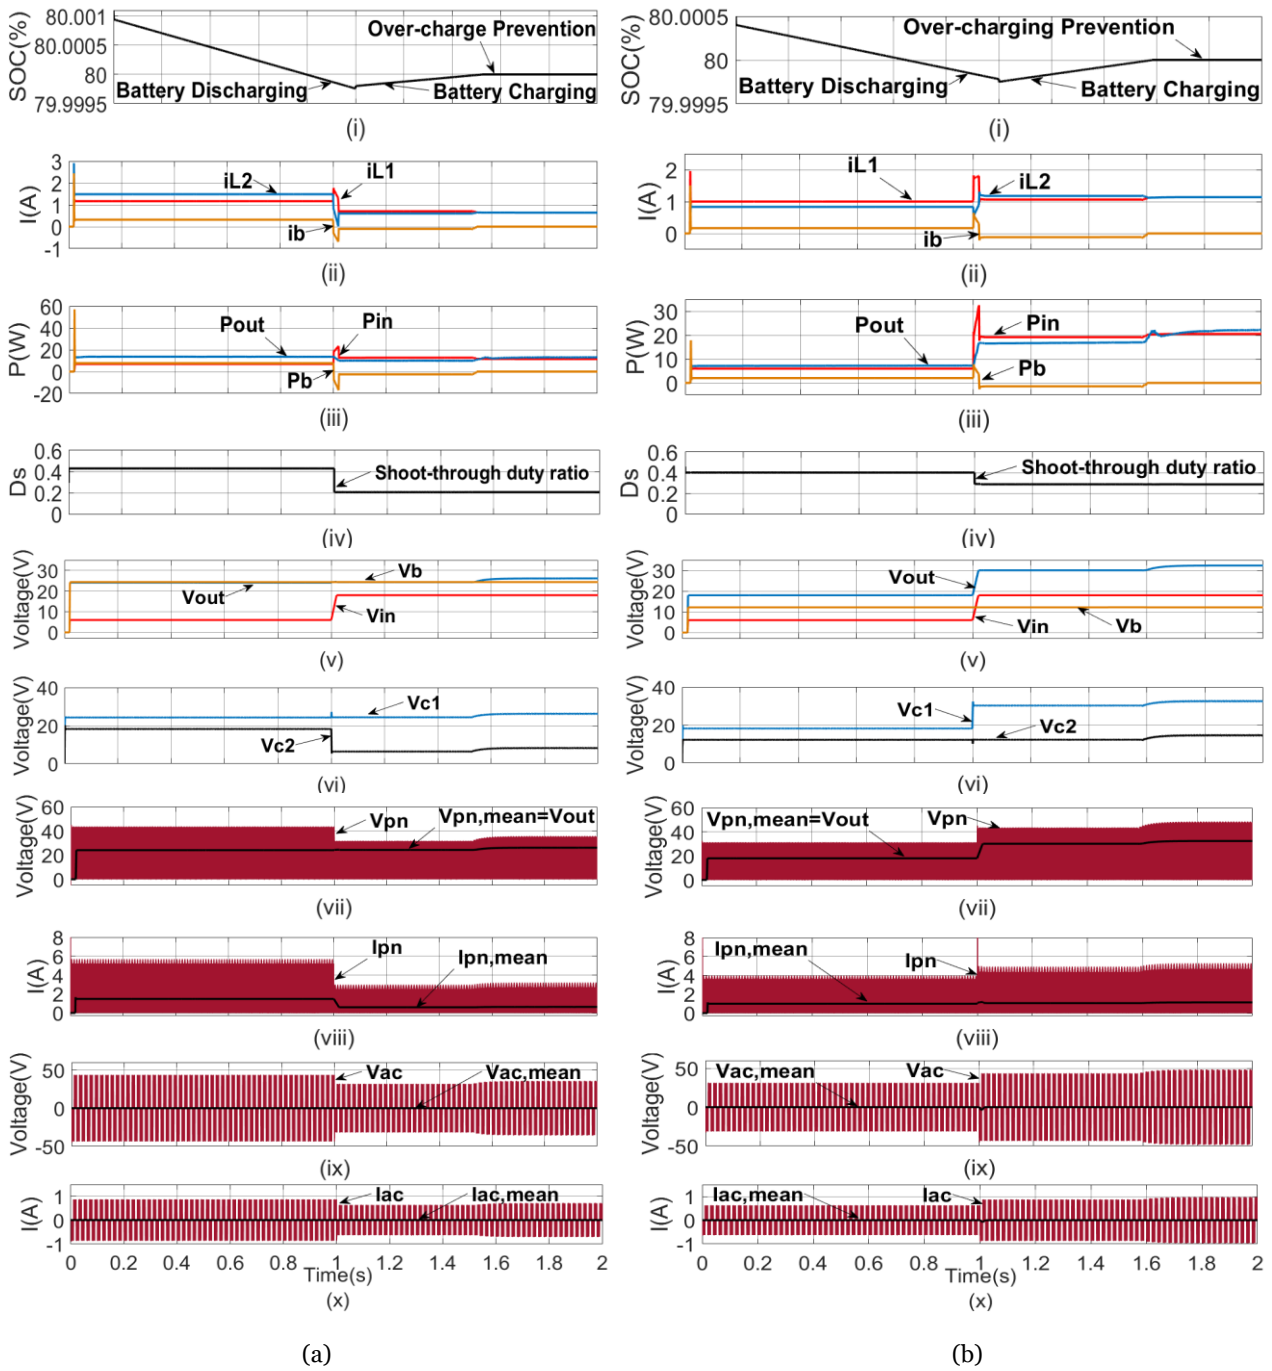 80.001
80.0005
80
79.9995
SOC(%)
Over-charge Prevention
Battery Discharging
Battery Charging
(i)
3
2
1
0
-1
I(A)
iL2
iL1
ib
(ii)
60
40
20
0
-20
P(W)
Pout
Pin
Pb
(iii)
0.6
0.4
0.2
0
Ds
Shoot-through duty ratio
(iv)
30
20
10
0
Voltage(V)
Vb
Vout
Vin
(v)
40
20
0
Voltage(V)
Vc1
Vc2
(vi)
60
40
20
0
Voltage(V)
Vpn
Vpn,mean=Vout
(vii)
8
6
4
2
0
I(A)
Ipn
Ipn,mean
(viii)
50
0
-50
Voltage(V)
Vac
Vac,mean
(ix)
1
0
-1
I(A)
Iac
Iac,mean
0 0.2 0.4 0.6 0.8 1 1.2 1.4 1.6 1.8 2
Time(s)
(x)
(a)
80.0005
80
79.9995
SOC(%)
Over-charging Prevention
Battery Discharging
Battery Charging
(i)
2
1
0
I(A)
iL1
iL2
ib
(ii)
30
20
10
0
P(W)
Pout
Pin
Pb
(iii)
0.6
0.4
0.2
0
Ds
Shoot-through duty ratio
(iv)
30
20
10
0
Voltage(V)
Vout
Vin
Vb
(v)
40
20
0
Voltage(V)
Vc1
Vc2
(vi)
60
40
20
0
Voltage(V)
Vpn,mean=Vout
Vpn
(vii)
8
6
4
2
0
I(A)
Ipn,mean
Ipn
(viii)
50
0
-50
Voltage(V)
Vac,mean
Vac
(ix)
1
0
-1
I(A)
Iac,mean
Iac
0 0.2 0.4 0.6 0.8 1 1.2 1.4 1.6 1.8 2
Time(s)
(x)
(b)